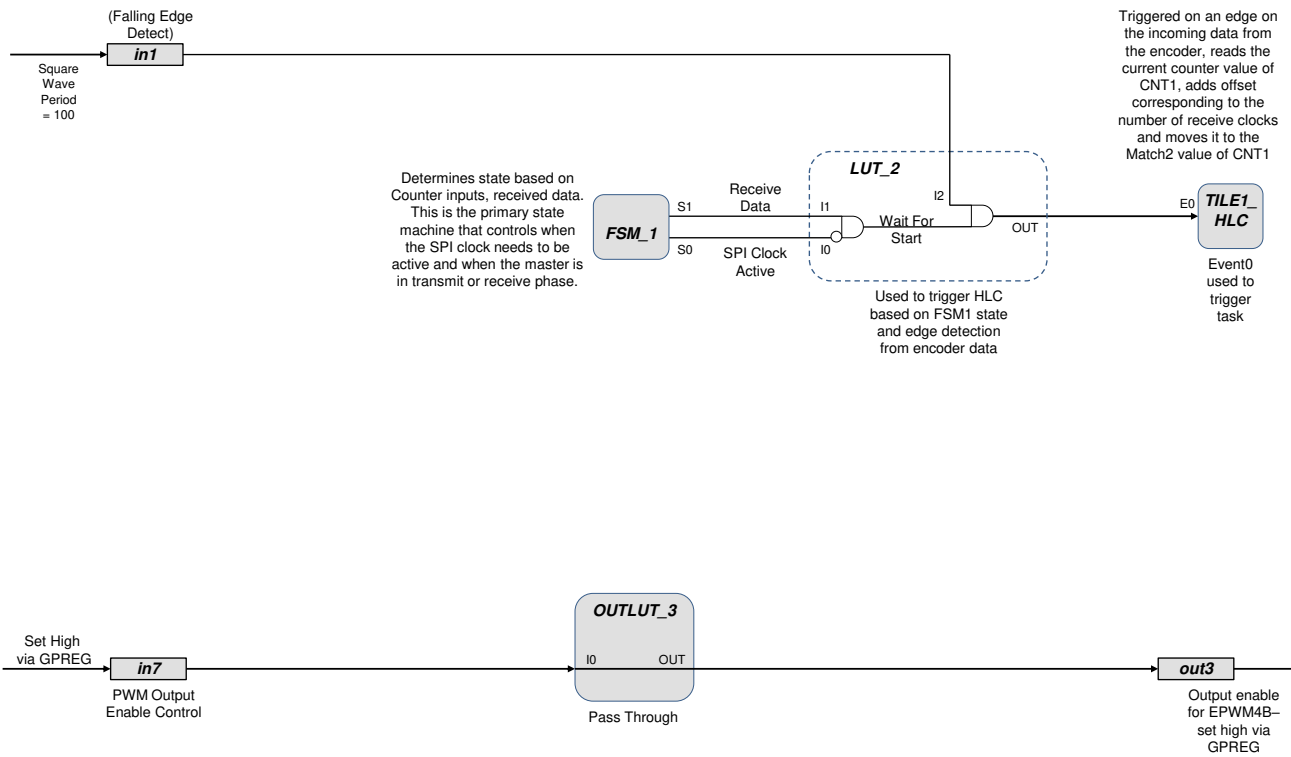 (Falling Edge
Detect)
in1
Square
Wave
Period
= 100
Triggered on an edge on
the incoming data from
the encoder, reads the
current counter value of
CNT1, adds offset
corresponding to the
number of receive clocks
and moves it to the
Match2 value of CNT1
Determines state based on
Counter inputs, received data.
This is the primary state
machine that controls when
the SPI clock needs to be
active and when the master is
in transmit or receive phase.
FSM_1
S1
S0
Receive
Data
SPI Clock
Active
LUT_2
I1
I0
Wait For
Start
I2
OUT
Used to trigger HLC
based on FSM1 state
and edge detection
from encoder data
E0
TILE1_
HLC
Event0
used to
trigger
task
Set High
via GPREG
in7
PWM Output
Enable Control
OUTLUT_3
I0
OUT
Pass Through
out3
Output enable
for EPWM4B–
set high via
GPREG